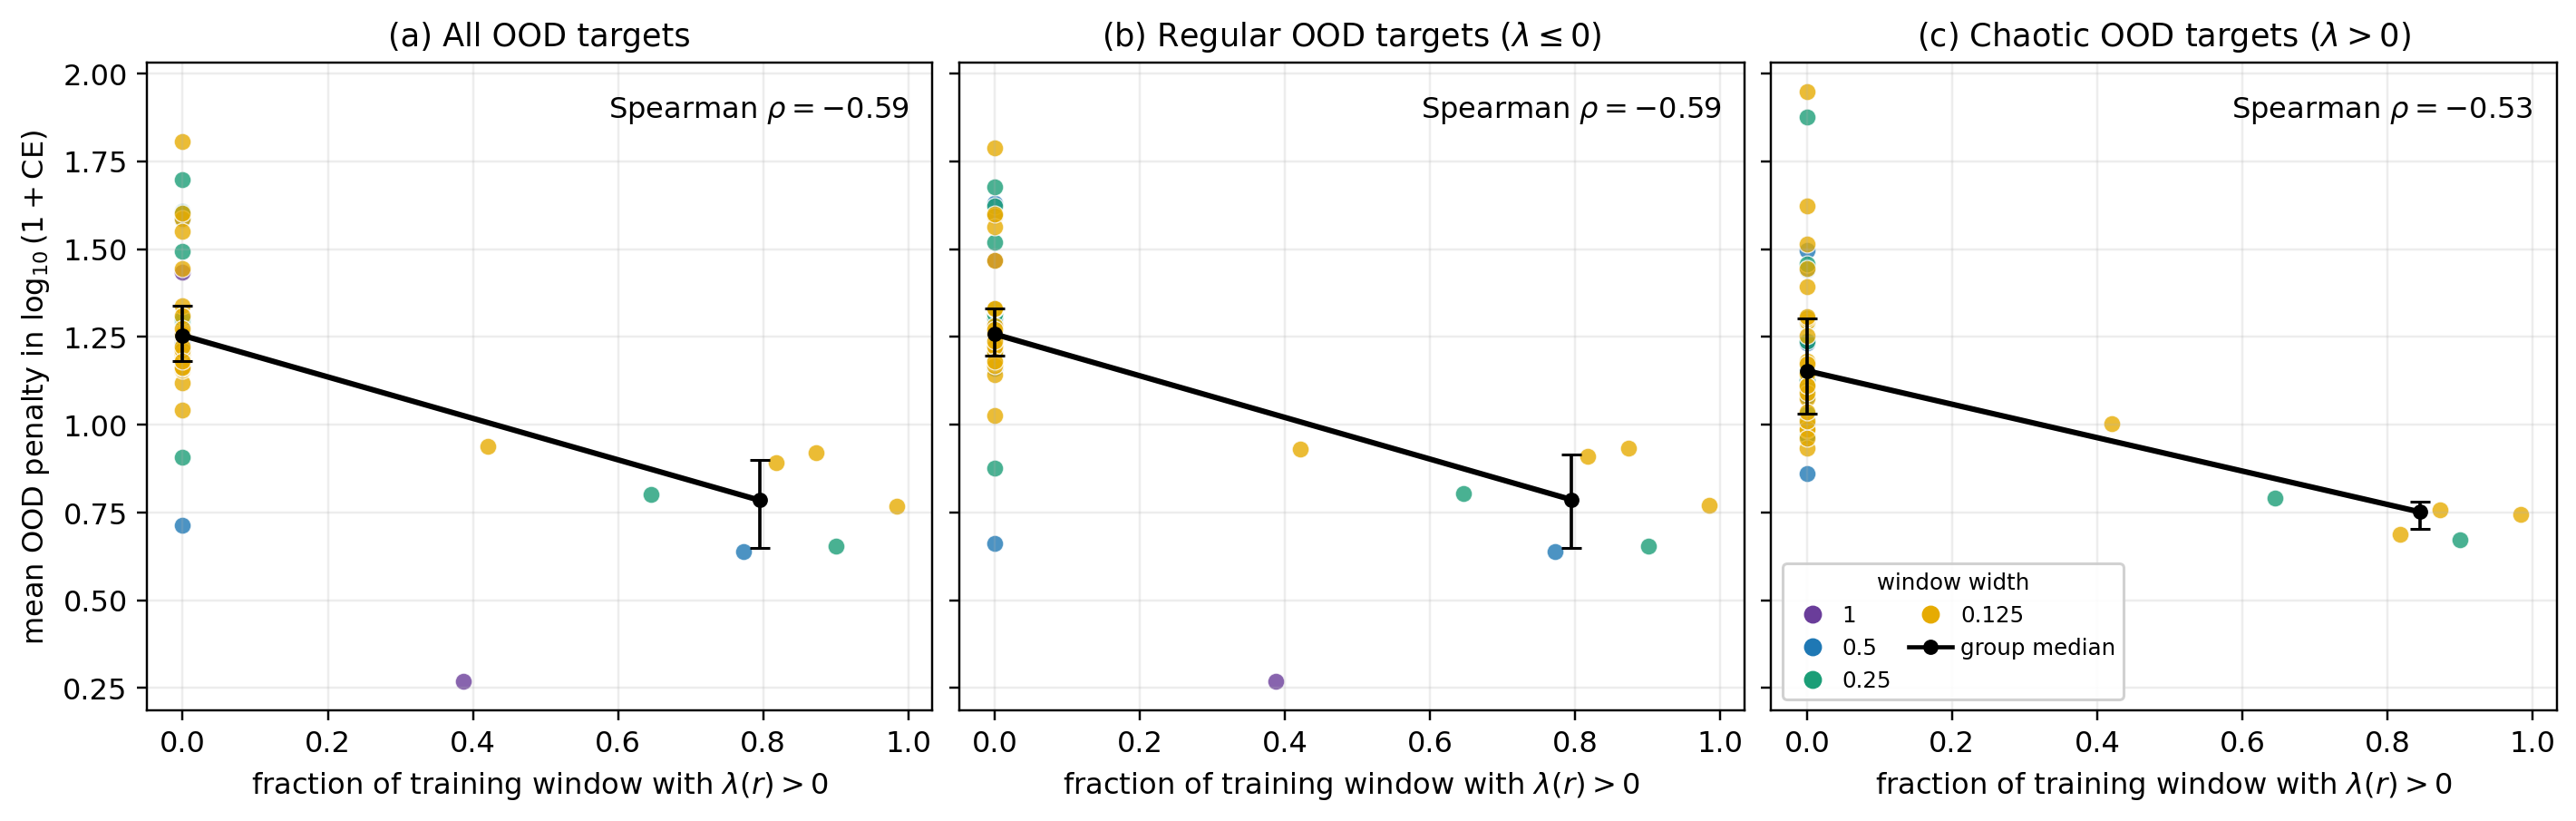 (a) All OOD targets
(b) Regular OOD targets (λ ≤ 0)
(c) Chaotic OOD targets (λ > 0)
Spearman ρ = −0.59
Spearman ρ = −0.59
Spearman ρ = −0.53
mean OOD penalty in log₁₀(1 + CE)
2.00
1.75
1.50
1.25
1.00
0.75
0.50
0.25
window width
1
0.5
0.25
0.125
group median
0.0 0.2 0.4 0.6 0.8 1.0
0.0 0.2 0.4 0.6 0.8 1.0
0.0 0.2 0.4 0.6 0.8 1.0
fraction of training window with λ(r) > 0
fraction of training window with λ(r) > 0
fraction of training window with λ(r) > 0